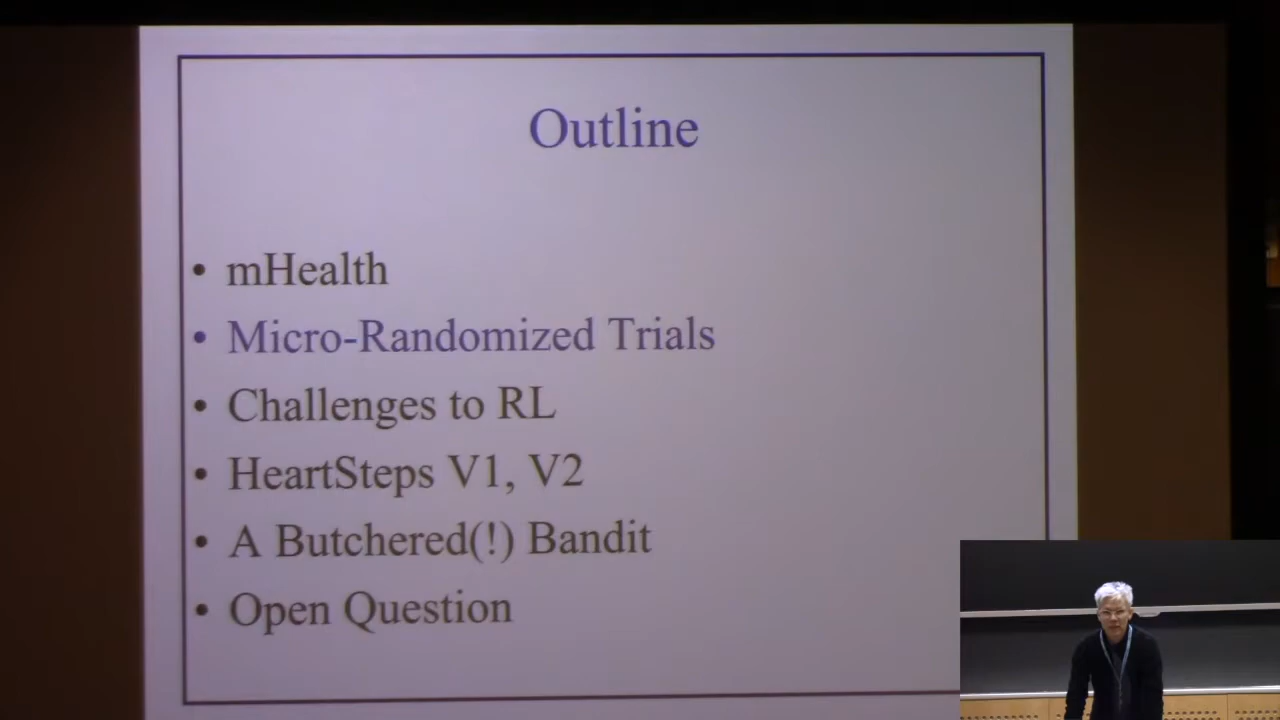 Outline
• mHealth
• Micro-Randomized Trials
• Challenges to RL
• HeartSteps V1, V2
• A Butchered(!) Bandit
• Open Question